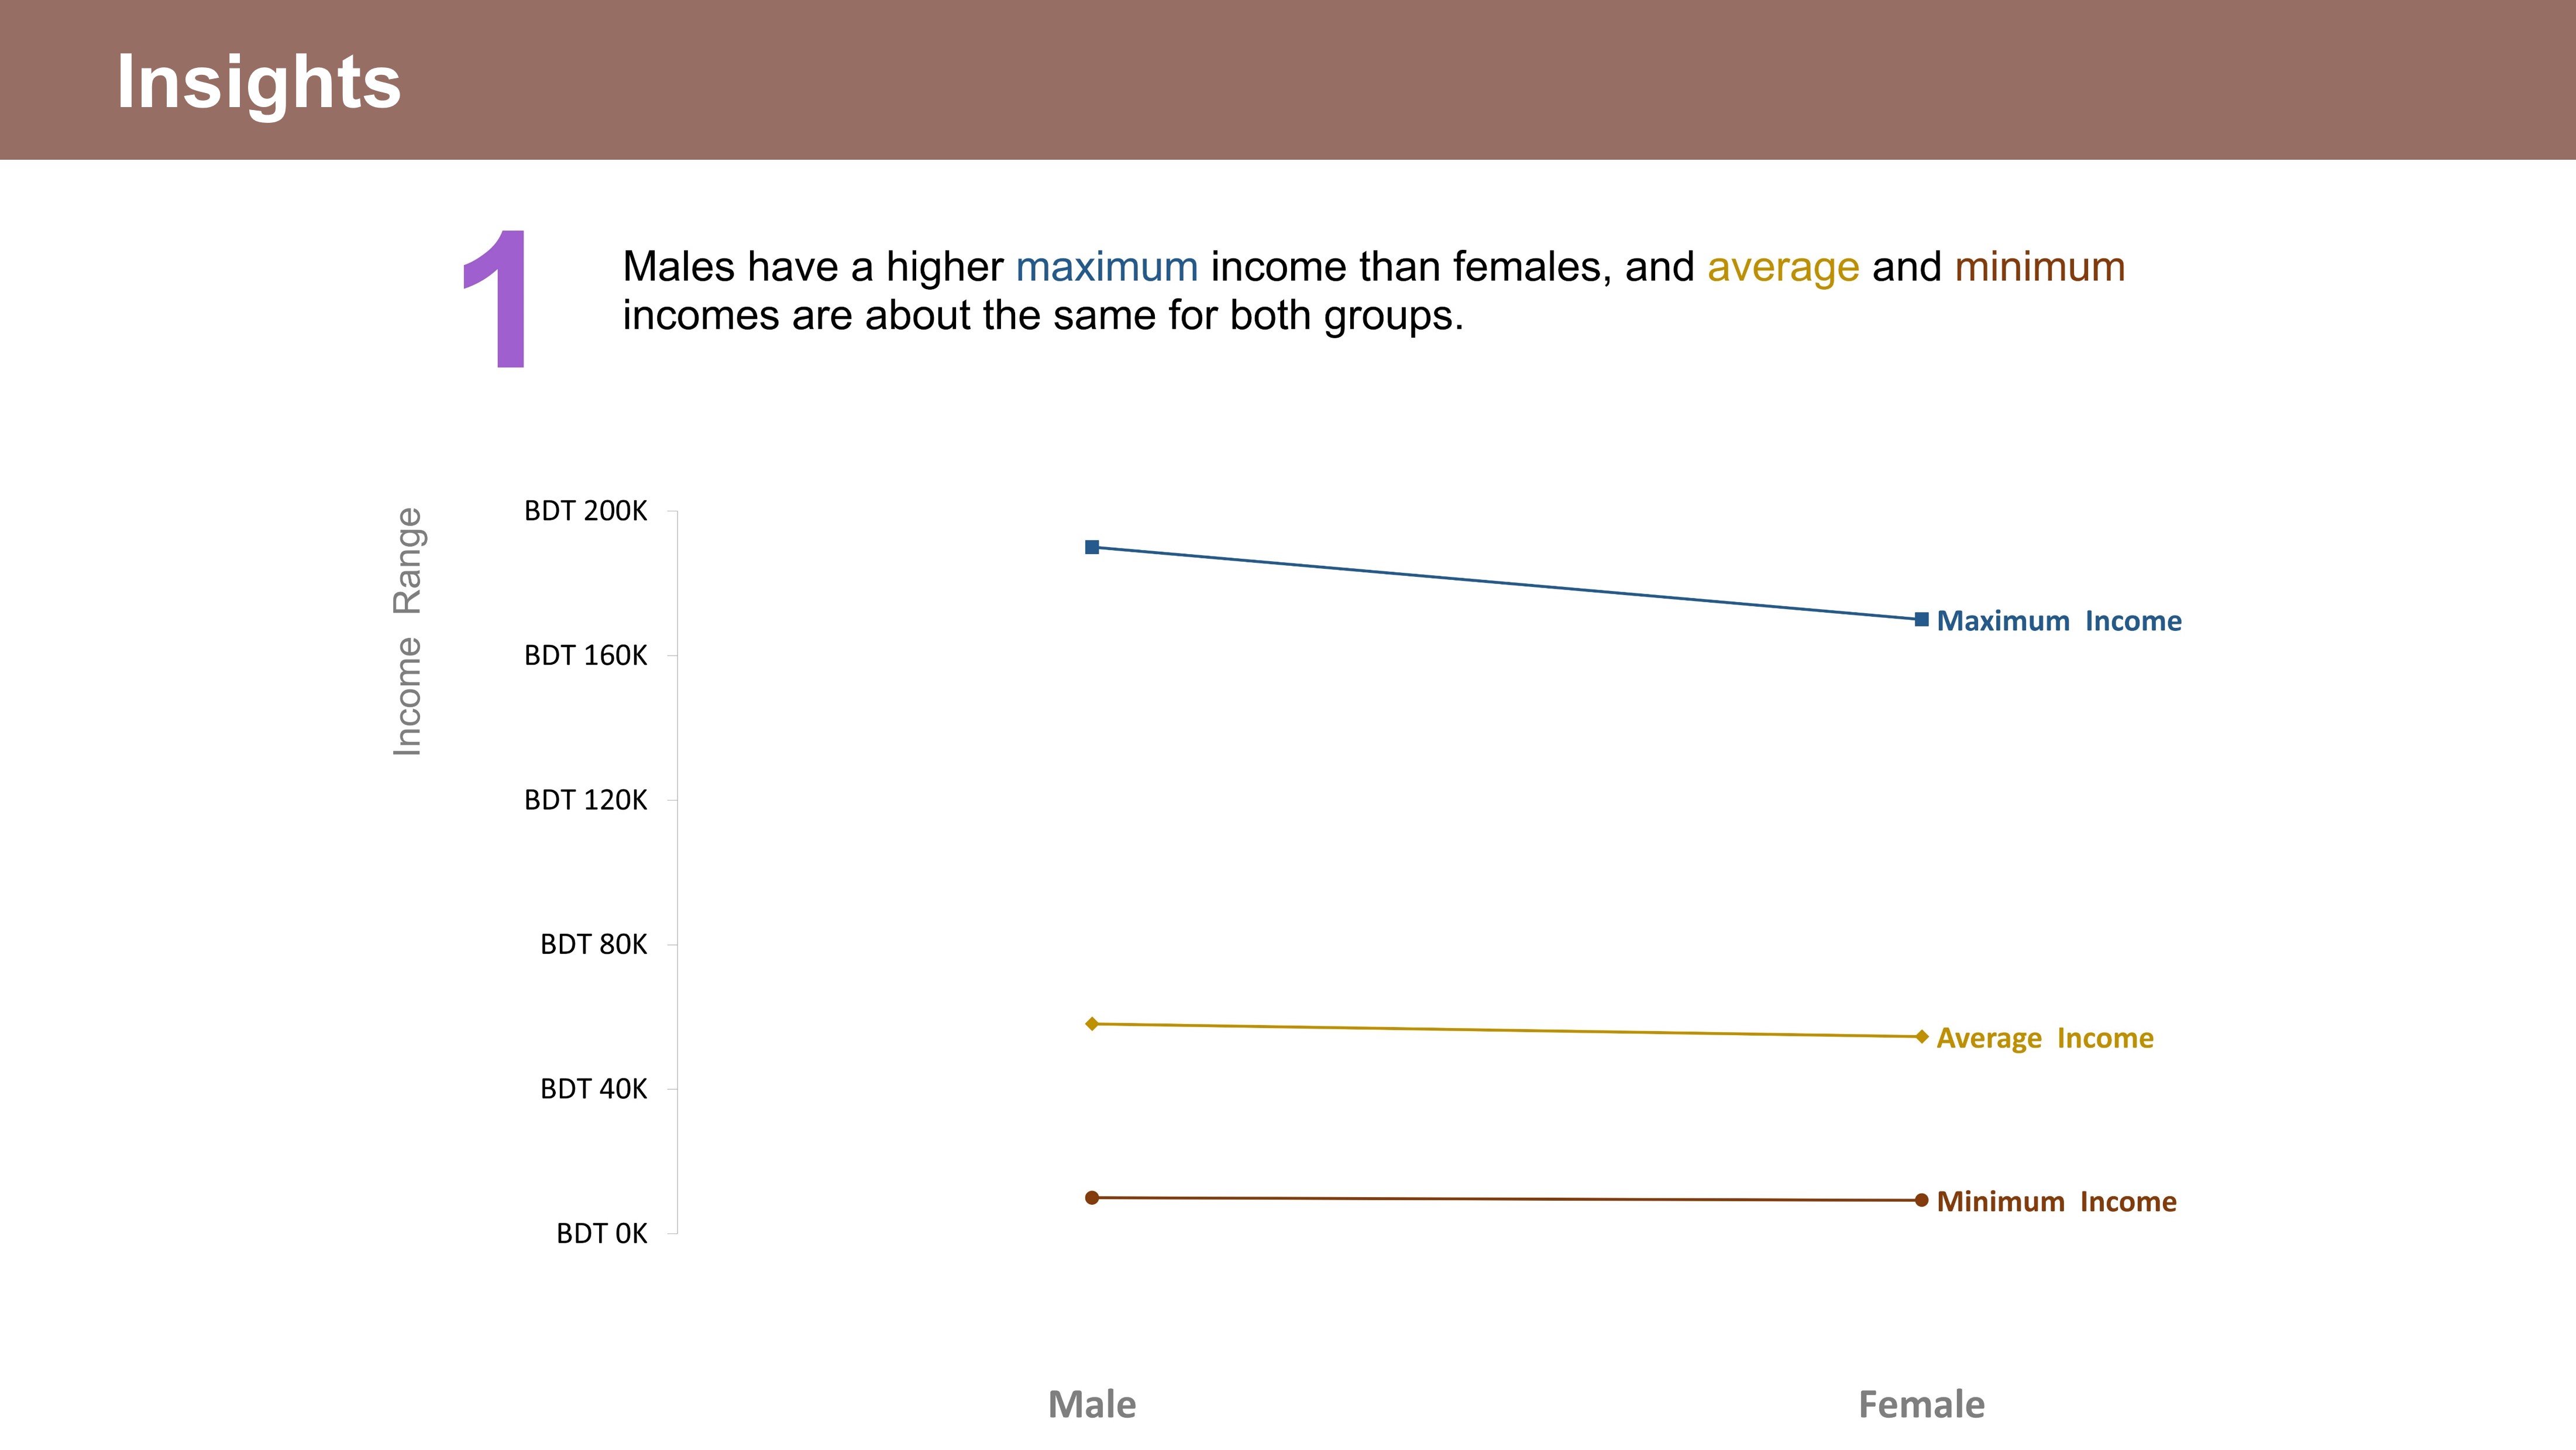 Insights
1
Males have a higher maximum income than females, and average and minimum
incomes are about the same for both groups.
Income Range
BDT 200K
BDT 160K
BDT 120K
BDT 80K
BDT 40K
BDT 0K
Maximum Income
Average Income
Minimum Income
Male
Female